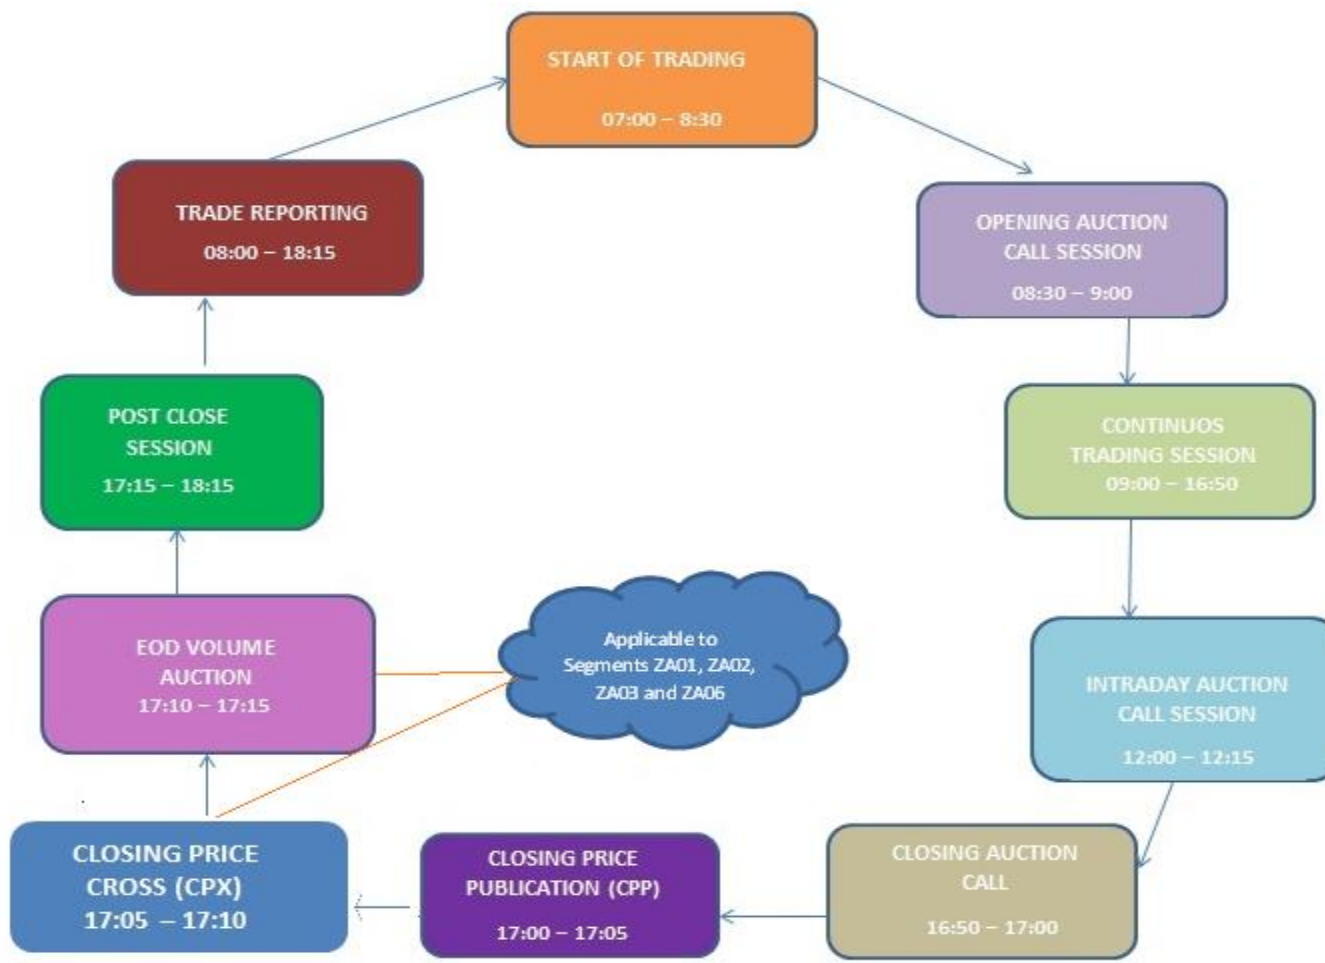 START OF TRADING
07:00 – 8:30
OPENING AUCTION
CALL SESSION
08:30 – 9:00
CONTINUOS
TRADING SESSION
09:00 – 16:50
INTRADAY AUCTION
CALL SESSION
12:00 – 12:15
CLOSING AUCTION
CALL
16:50 – 17:00
CLOSING PRICE
PUBLICATION (CPP)
17:00 – 17:05
CLOSING PRICE
CROSS (CPX)
17:05 – 17:10
EOD VOLUME
AUCTION
17:10 – 17:15
Applicable to
Segments ZA01, ZA02,
ZA03 and ZA06
POST CLOSE
SESSION
17:15 – 18:15
TRADE REPORTING
08:00 – 18:15